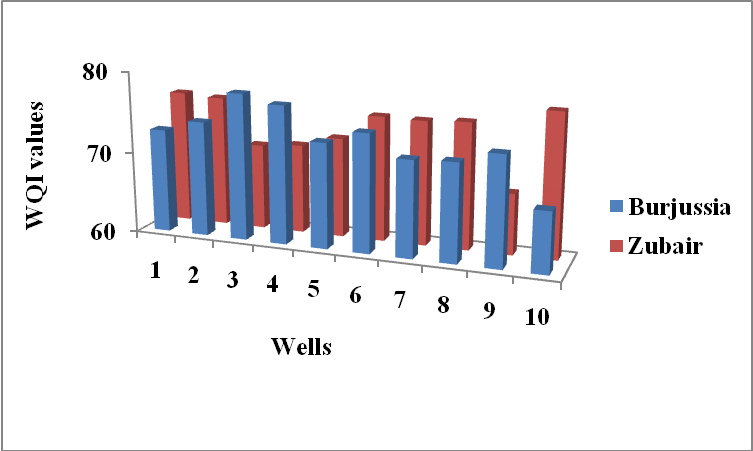 80
70
60
WQI values
1 2 3 4 5 6 7 8 9 10
Wells
Burjussia
Zubair